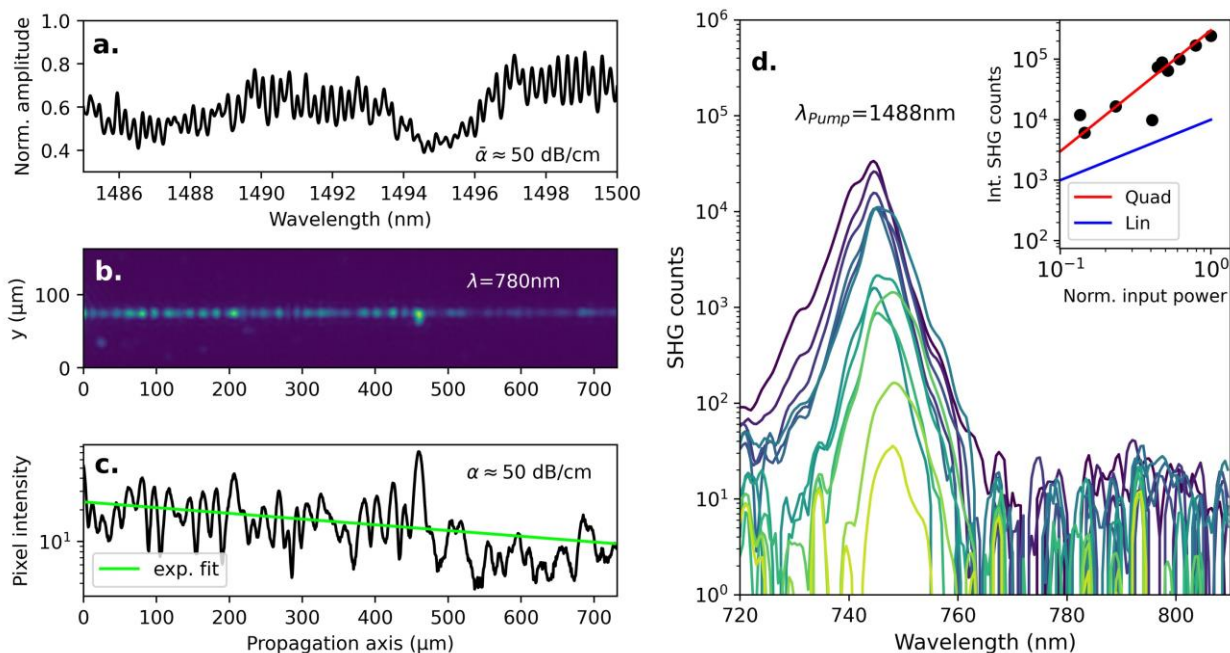 a.
Norm. amplitude
1.0
0.8
0.6
0.4
ᾱ ≈ 50 dB/cm
1486 1488 1490 1492 1494 1496 1498 1500
Wavelength (nm)
b.
λ=780nm
y (μm)
100
0
0 100 200 300 400 500 600 700
c.
α ≈ 50 dB/cm
Pixel intensity
10¹
exp. fit
0 100 200 300 400 500 600 700
Propagation axis (μm)
d.
λPump=1488nm
SHG counts
10⁶
10⁵
10⁴
10³
10²
10¹
10⁰
720 740 760 780 800
Wavelength (nm)
Int. SHG counts
10⁵
10⁴
10³
10²
Quad
Lin
10⁻¹ 10⁰
Norm. input power